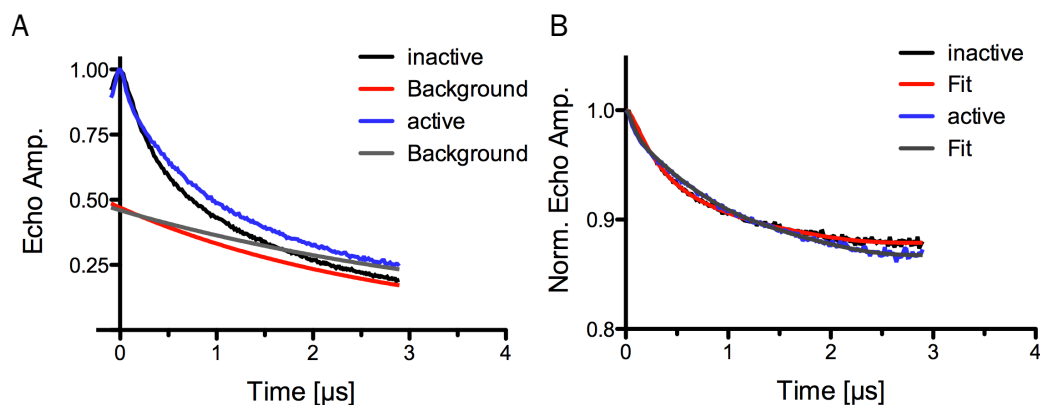 A
Echo Amp.
1.00
0.75
0.50
0.25
0
1
2
3
4
Time [µs]
inactive
Background
active
Background
B
Norm. Echo Amp.
1.0
0.9
0.8
0
1
2
3
4
Time [µs]
inactive
Fit
active
Fit